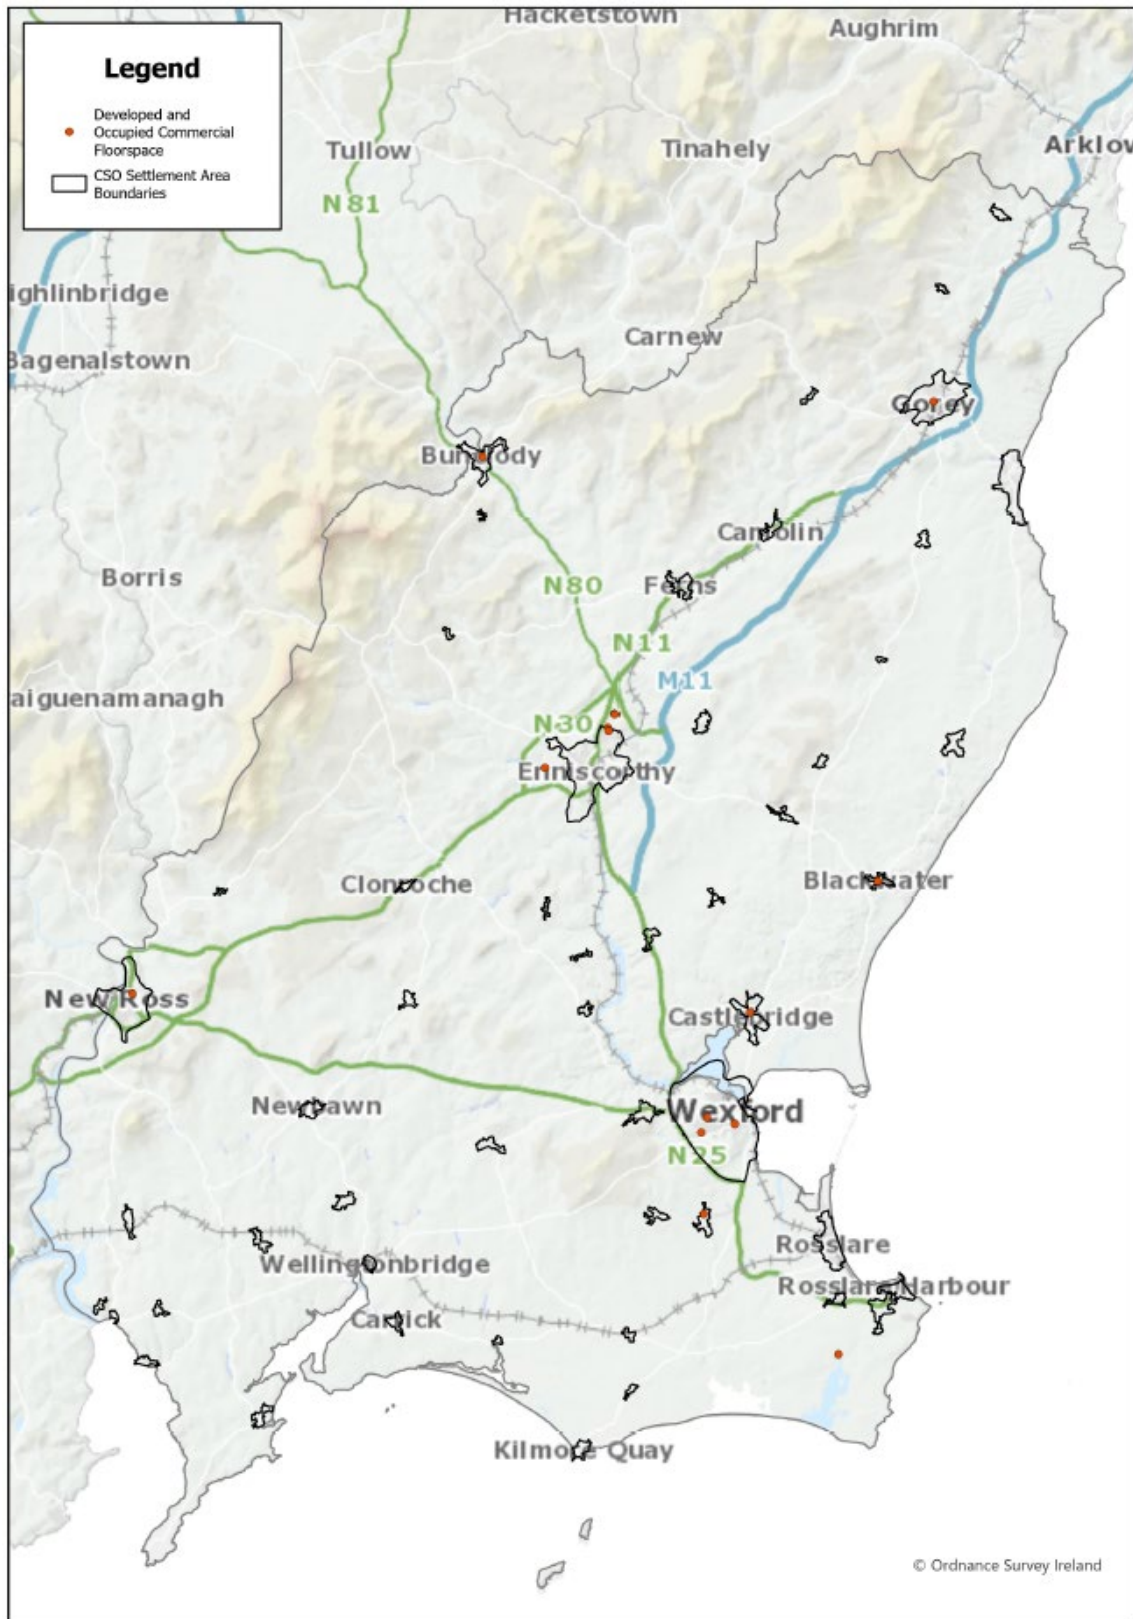 Hacketstown
Aughrim
Legend
Developed and
Occupied Commercial
Floorspace
CSO Settlement Area
Boundaries
Tullow
Tinahely
Arklow
N81
ighlinbridge
Carnew
Bagenalstown
Gorey
Bunclody
Camolin
Borris
N80
Ferns
N11
M11
aiguenamanagh
N30
Enniscorthy
Clonroche
Blackwater
New Ross
Castlebridge
Newbawn
Wexford
N25
Rosslare
Wellingtonbridge
Rosslare Harbour
Carrick
Kilmore Quay
© Ordnance Survey Ireland